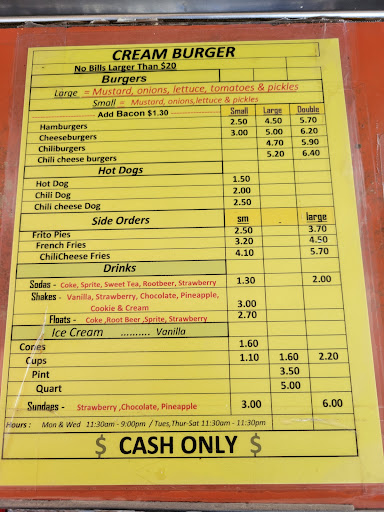 CREAM BURGER
No Bills Larger Than $20
Burgers
Large = Mustard, onions, lettuce, tomatoes & pickles
Small = Mustard, onions,lettuce & pickles
Add Bacon $1.30 Small Large Double
Hamburgers 2.50 4.50 5.70
Cheeseburgers 3.00 5.00 6.20
Chiliburgers 4.70 5.90
Chili cheese burgers 5.20 6.40
Hot Dogs
Hot Dog 1.50
Chili Dog 2.00
Chili cheese Dog 2.50
Side Orders sm . large
Frito Pies 2.50 3.70
French Fries 3.20 4.50
ChiliCheese Fries 4.10 5.70
Drinks
Sodas - Coke, Sprite, Sweet Tea, Rootbeer, Strawberry 1.30 2.00
Shakes - Vanilla, Strawberry, Chocolate, Pineapple,
Cookie & Cream 3.00
Floats - Coke ,Root Beer ,Sprite, Strawberry 2.70
Ice Cream .......... Vanilla
Cones 1.60
Cups 1.10 1.60 2.20
Pint 3.50
Quart 5.00
Sundaes - Strawberry ,Chocolate, Pineapple 3.00 6.00
Hours : Mon & Wed 11:30am - 9:00pm / Tues,Thur-Sat 11:30am - 11:30pm
$ CASH ONLY $